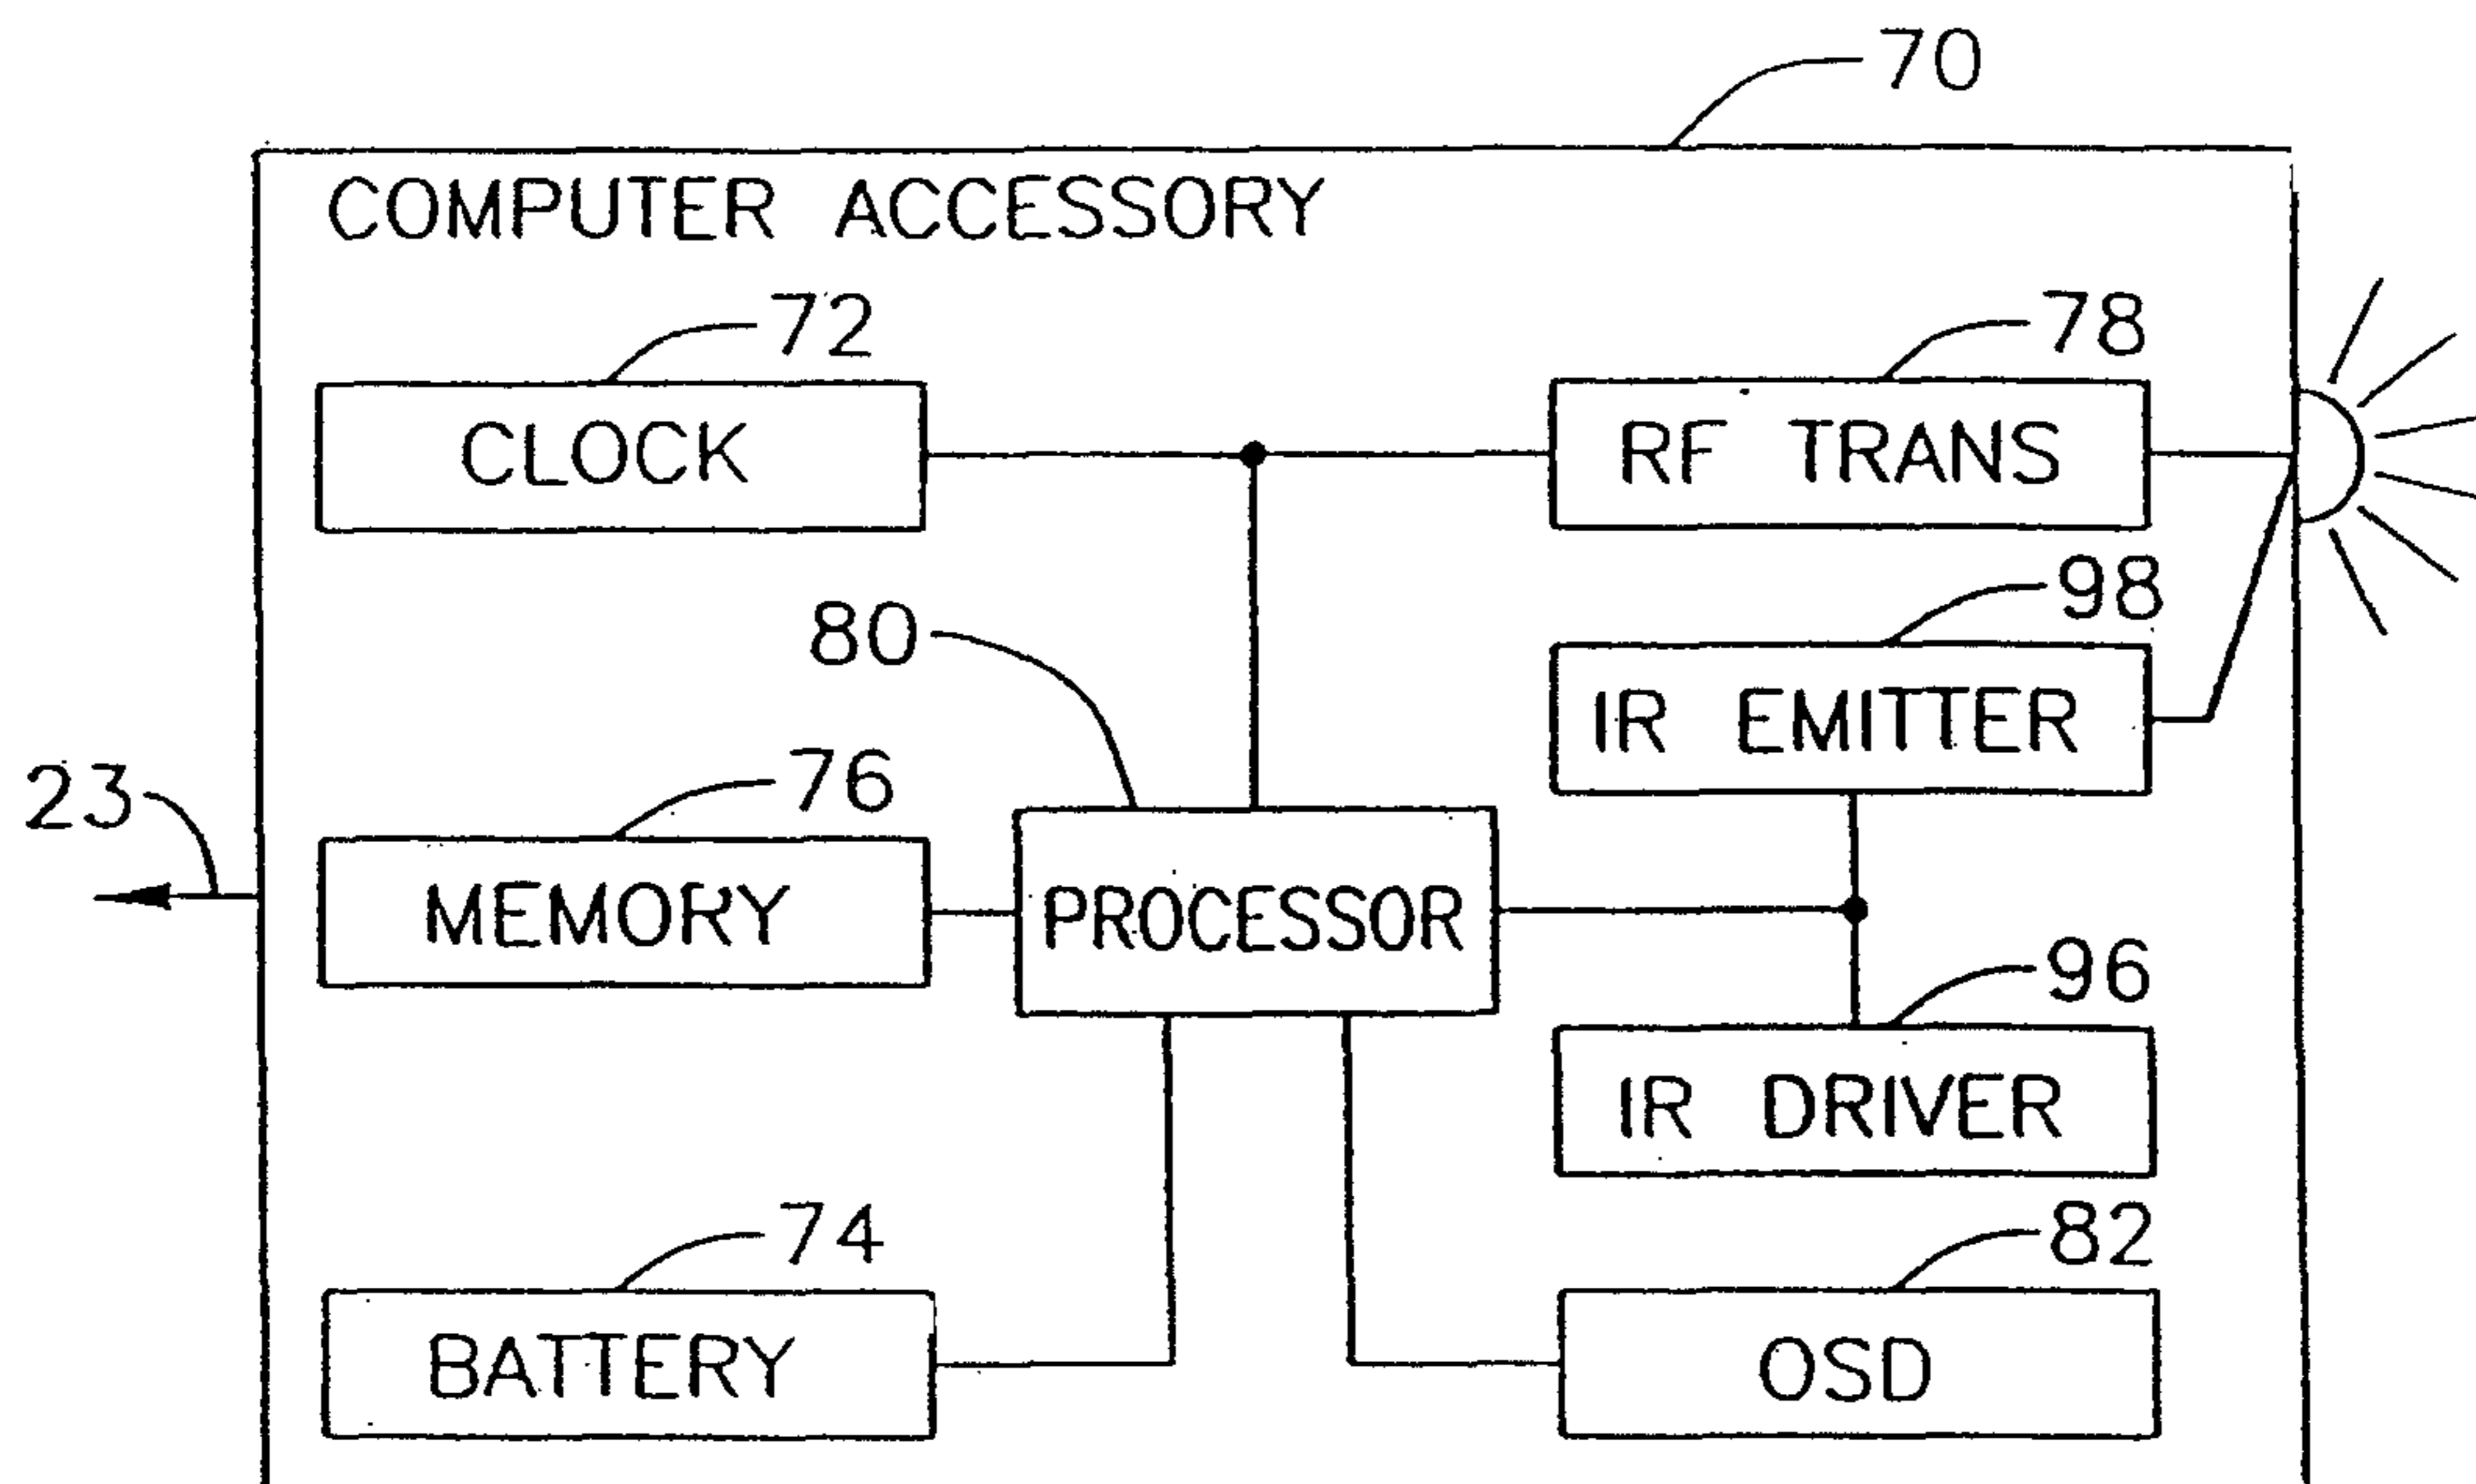 70
COMPUTER ACCESSORY
72
78
CLOCK
RF TRANS
98
80
IR EMITTER
76
23
MEMORY
PROCESSOR
96
IR DRIVER
74
82
BATTERY
OSD